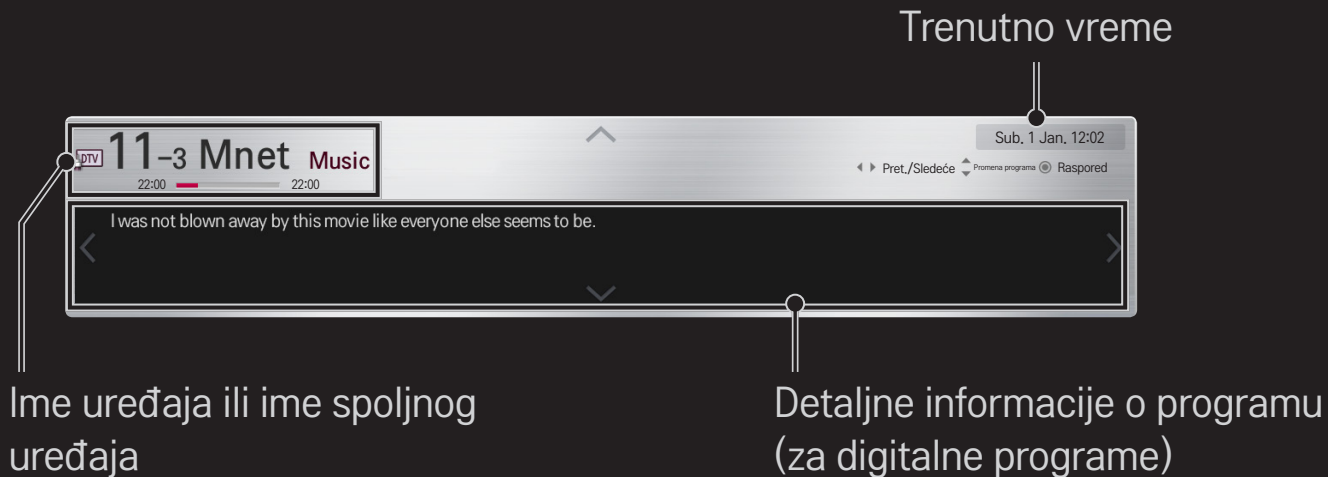 Trenutno vreme
DTV 11-3 Mnet Music
22:00 22:00
Sub. 1 Jan. 12:02
Pret./Sledeće Promena programa Raspored
I was not blown away by this movie like everyone else seems to be.
Ime uređaja ili ime spoljnog
uređaja
Detaljne informacije o programu
(za digitalne programe)